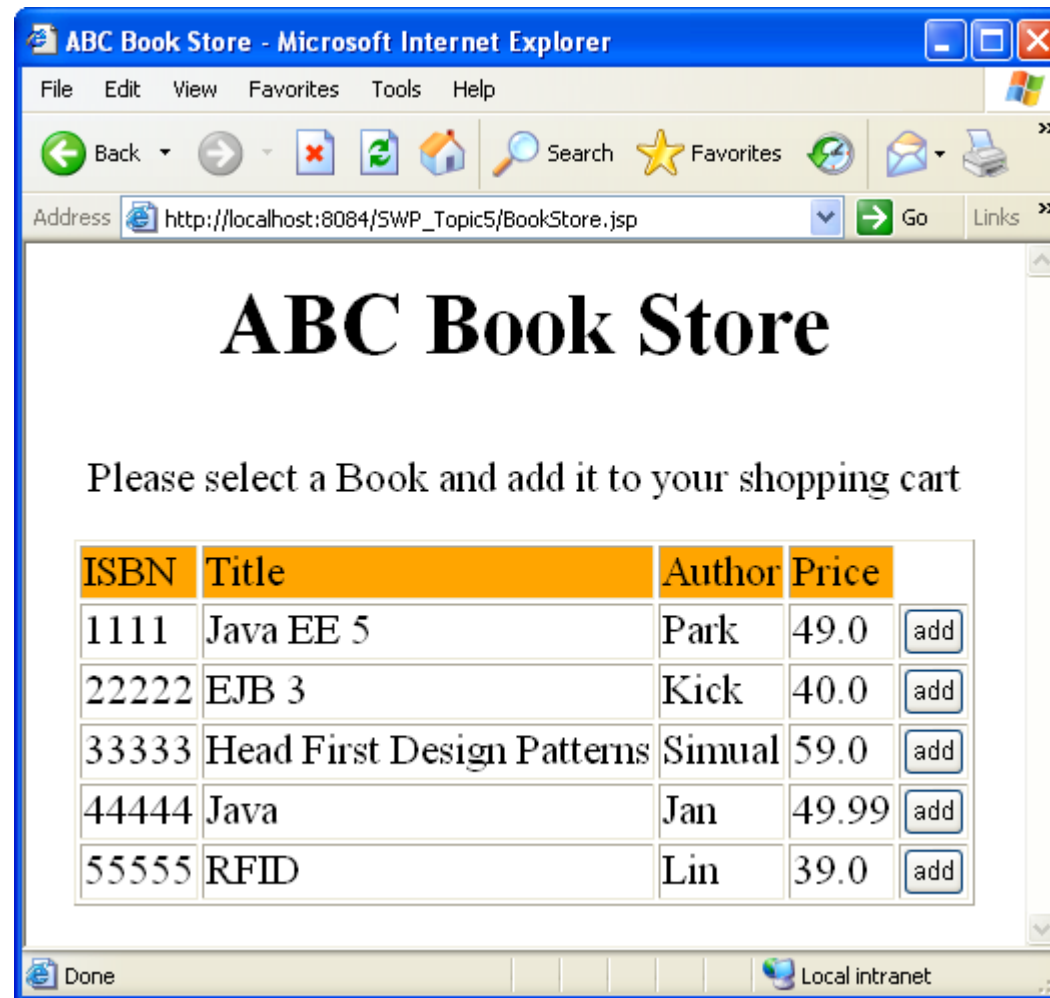 ABC Book Store - Microsoft Internet Explorer
File Edit View Favorites Tools Help
Back Search Favorites
Address http://localhost:8084/SWP_Topic5/BookStore.jsp Go Links
ABC Book Store
Please select a Book and add it to your shopping cart
ISBN Title Author Price
1111 Java EE 5 Park 49.0 add
22222 EJB 3 Kick 40.0 add
33333 Head First Design Patterns Simual 59.0 add
44444 Java Jan 49.99 add
55555 RFID Lin 39.0 add
Done Local intranet